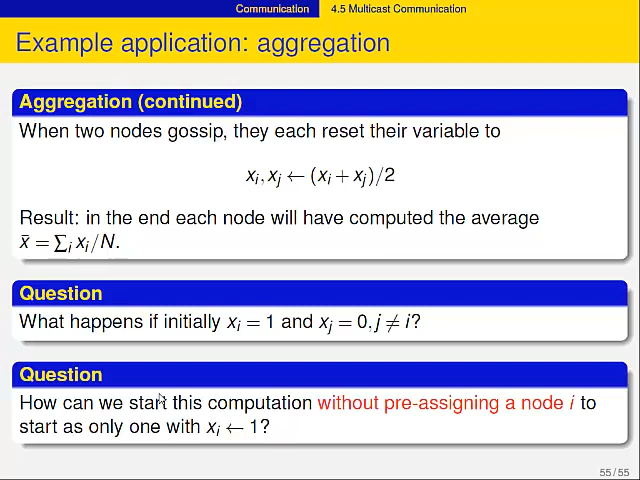 Communication 4.5 Multicast Communication
Example application: aggregation
Aggregation (continued)
When two nodes gossip, they each reset their variable to
xᵢ, xⱼ ← (xᵢ + xⱼ)/2
Result: in the end each node will have computed the average
x̄ = ∑ᵢ xᵢ/N.
Question
What happens if initially xᵢ = 1 and xⱼ = 0, j ≠ i?
Question
How can we start this computation without pre-assigning a node i to
start as only one with xᵢ ← 1?
55 / 55